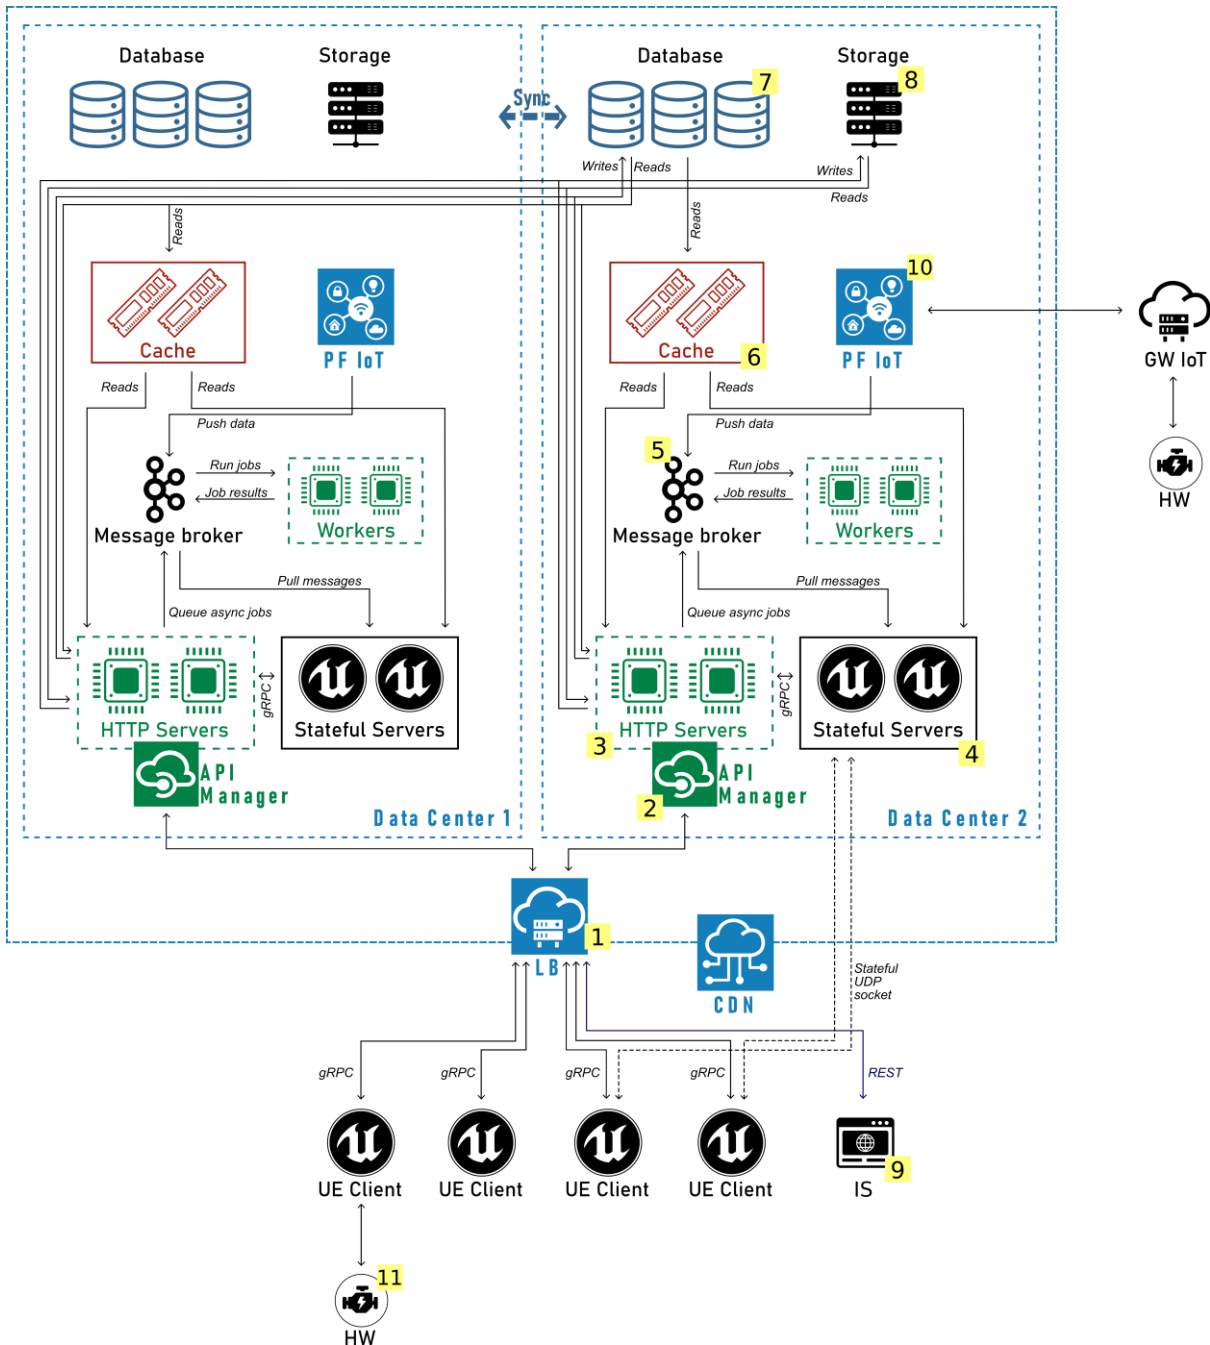 Database
Storage
Database
7
Storage
8
Sync
Writes
Reads
Writes
Reads
Reads
Reads
Cache
PF IoT
Cache
6
10
PF IoT
GW IoT
HW
Reads
Reads
Push data
Reads
Reads
Push data
Run jobs
Job results
Workers
Message broker
5
Run jobs
Job results
Workers
Message broker
Pull messages
Queue async jobs
Pull messages
Queue async jobs
HTTP Servers
gRPC
Stateful Servers
HTTP Servers
3
gRPC
Stateful Servers
4
API
Manager
Data Center 1
2
API
Manager
Data Center 2
1
LB
CDN
Stateful
UDP
socket
gRPC
gRPC
gRPC
gRPC
REST
UE Client
UE Client
UE Client
UE Client
9
IS
11
HW